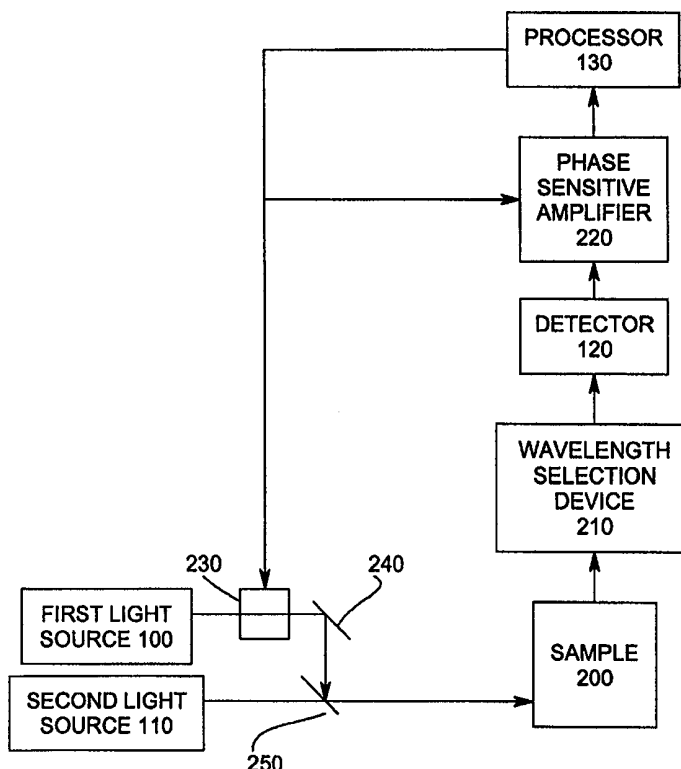 PROCESSOR
130
PHASE
SENSITIVE
AMPLIFIER
220
DETECTOR
120
WAVELENGTH
SELECTION
DEVICE
210
230
240
FIRST LIGHT
SOURCE 100
SAMPLE
200
SECOND LIGHT
SOURCE 110
250